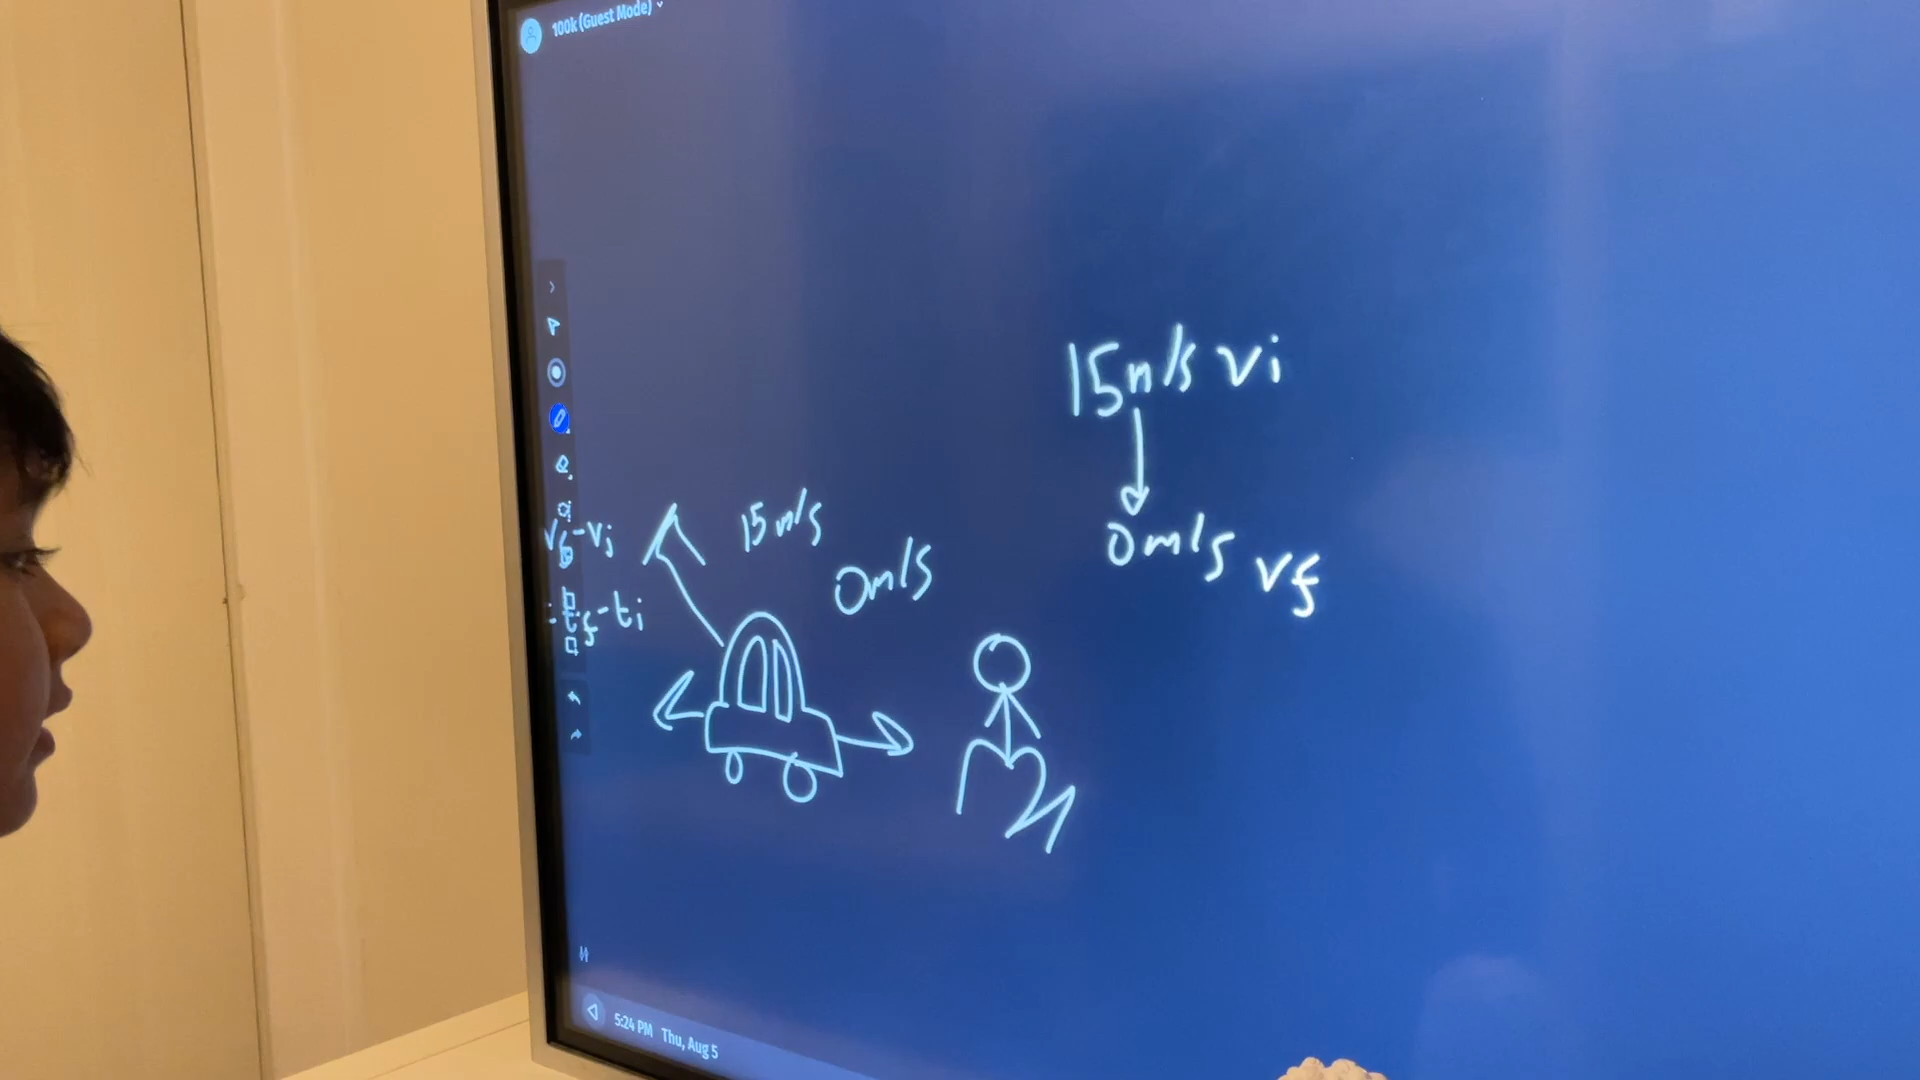 100k (Guest Mode)
15m/s vi
0m/s vf
15m/s
0m/s
vf-vi
tf-ti
5:24 PM Thu, Aug 5